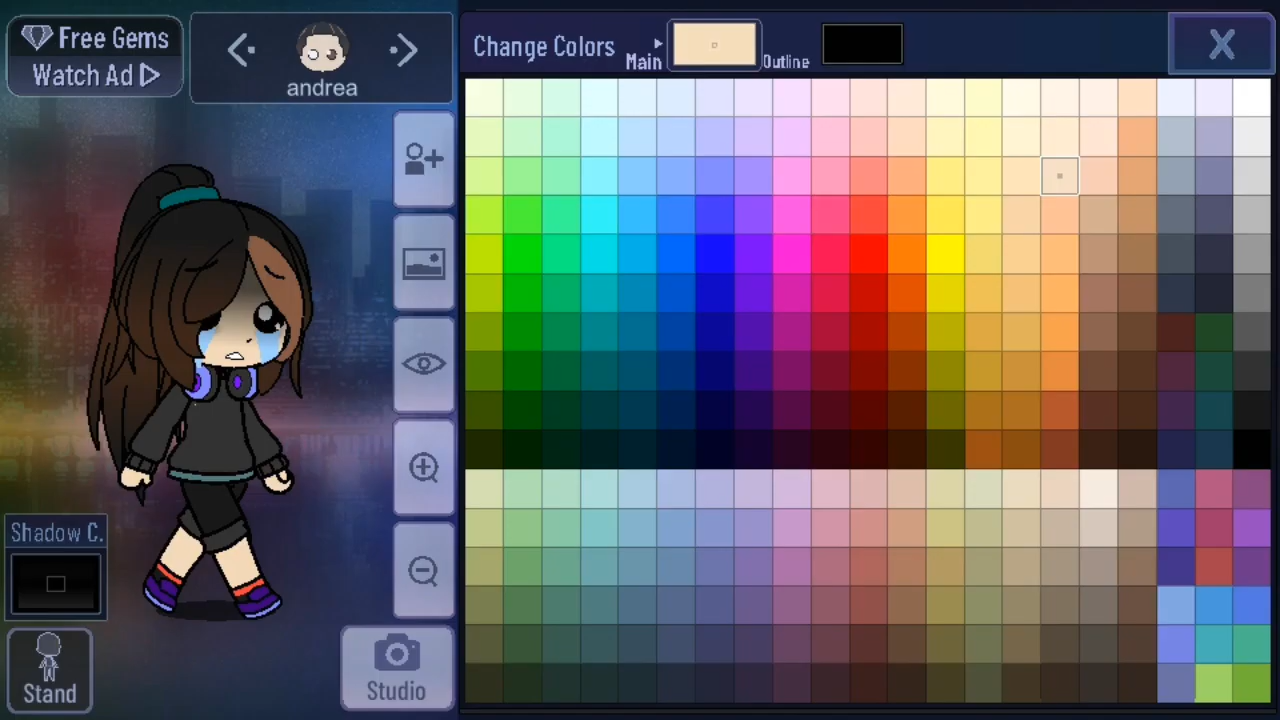 Free Gems
Watch Ad
andrea
Change Colors
Main
Outline
Shadow C.
Stand
Studio
X